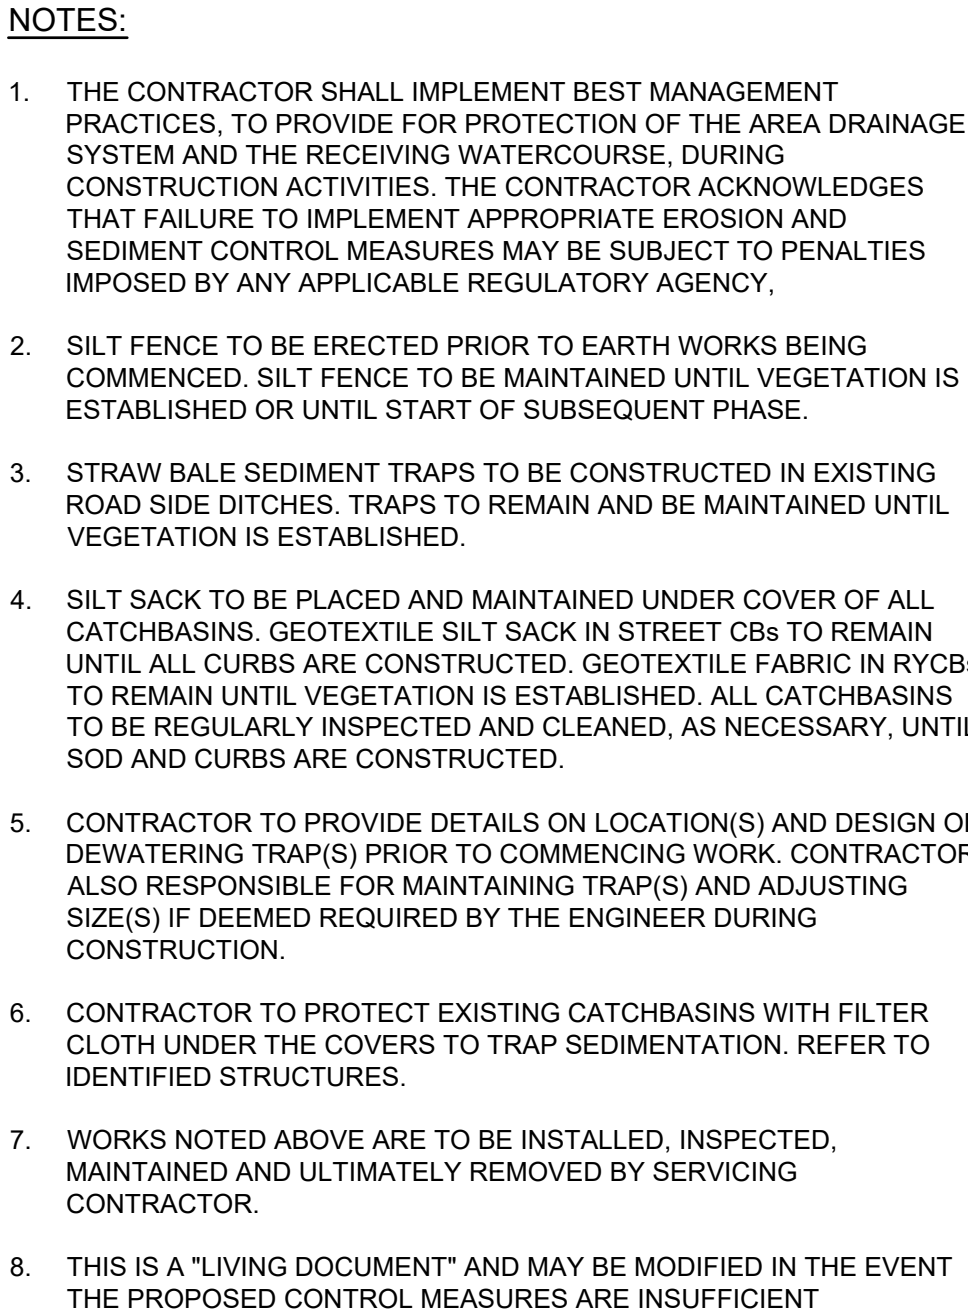 NOTES:
1. THE CONTRACTOR SHALL IMPLEMENT BEST MANAGEMENT
PRACTICES, TO PROVIDE FOR PROTECTION OF THE AREA DRAINAGE
SYSTEM AND THE RECEIVING WATERCOURSE, DURING
CONSTRUCTION ACTIVITIES. THE CONTRACTOR ACKNOWLEDGES
THAT FAILURE TO IMPLEMENT APPROPRIATE EROSION AND
SEDIMENT CONTROL MEASURES MAY BE SUBJECT TO PENALTIES
IMPOSED BY ANY APPLICABLE REGULATORY AGENCY,
2. SILT FENCE TO BE ERECTED PRIOR TO EARTH WORKS BEING
COMMENCED. SILT FENCE TO BE MAINTAINED UNTIL VEGETATION IS
ESTABLISHED OR UNTIL START OF SUBSEQUENT PHASE.
3. STRAW BALE SEDIMENT TRAPS TO BE CONSTRUCTED IN EXISTING
ROAD SIDE DITCHES. TRAPS TO REMAIN AND BE MAINTAINED UNTIL
VEGETATION IS ESTABLISHED.
4. SILT SACK TO BE PLACED AND MAINTAINED UNDER COVER OF ALL
CATCHBASINS. GEOTEXTILE SILT SACK IN STREET CBs TO REMAIN
UNTIL ALL CURBS ARE CONSTRUCTED. GEOTEXTILE FABRIC IN RYCBs
TO REMAIN UNTIL VEGETATION IS ESTABLISHED. ALL CATCHBASINS
TO BE REGULARLY INSPECTED AND CLEANED, AS NECESSARY, UNTIL
SOD AND CURBS ARE CONSTRUCTED.
5. CONTRACTOR TO PROVIDE DETAILS ON LOCATION(S) AND DESIGN OF
DEWATERING TRAP(S) PRIOR TO COMMENCING WORK. CONTRACTOR
ALSO RESPONSIBLE FOR MAINTAINING TRAP(S) AND ADJUSTING
SIZE(S) IF DEEMED REQUIRED BY THE ENGINEER DURING
CONSTRUCTION.
6. CONTRACTOR TO PROTECT EXISTING CATCHBASINS WITH FILTER
CLOTH UNDER THE COVERS TO TRAP SEDIMENTATION. REFER TO
IDENTIFIED STRUCTURES.
7. WORKS NOTED ABOVE ARE TO BE INSTALLED, INSPECTED,
MAINTAINED AND ULTIMATELY REMOVED BY SERVICING
CONTRACTOR.
8. THIS IS A "LIVING DOCUMENT" AND MAY BE MODIFIED IN THE EVENT
THE PROPOSED CONTROL MEASURES ARE INSUFFICIENT